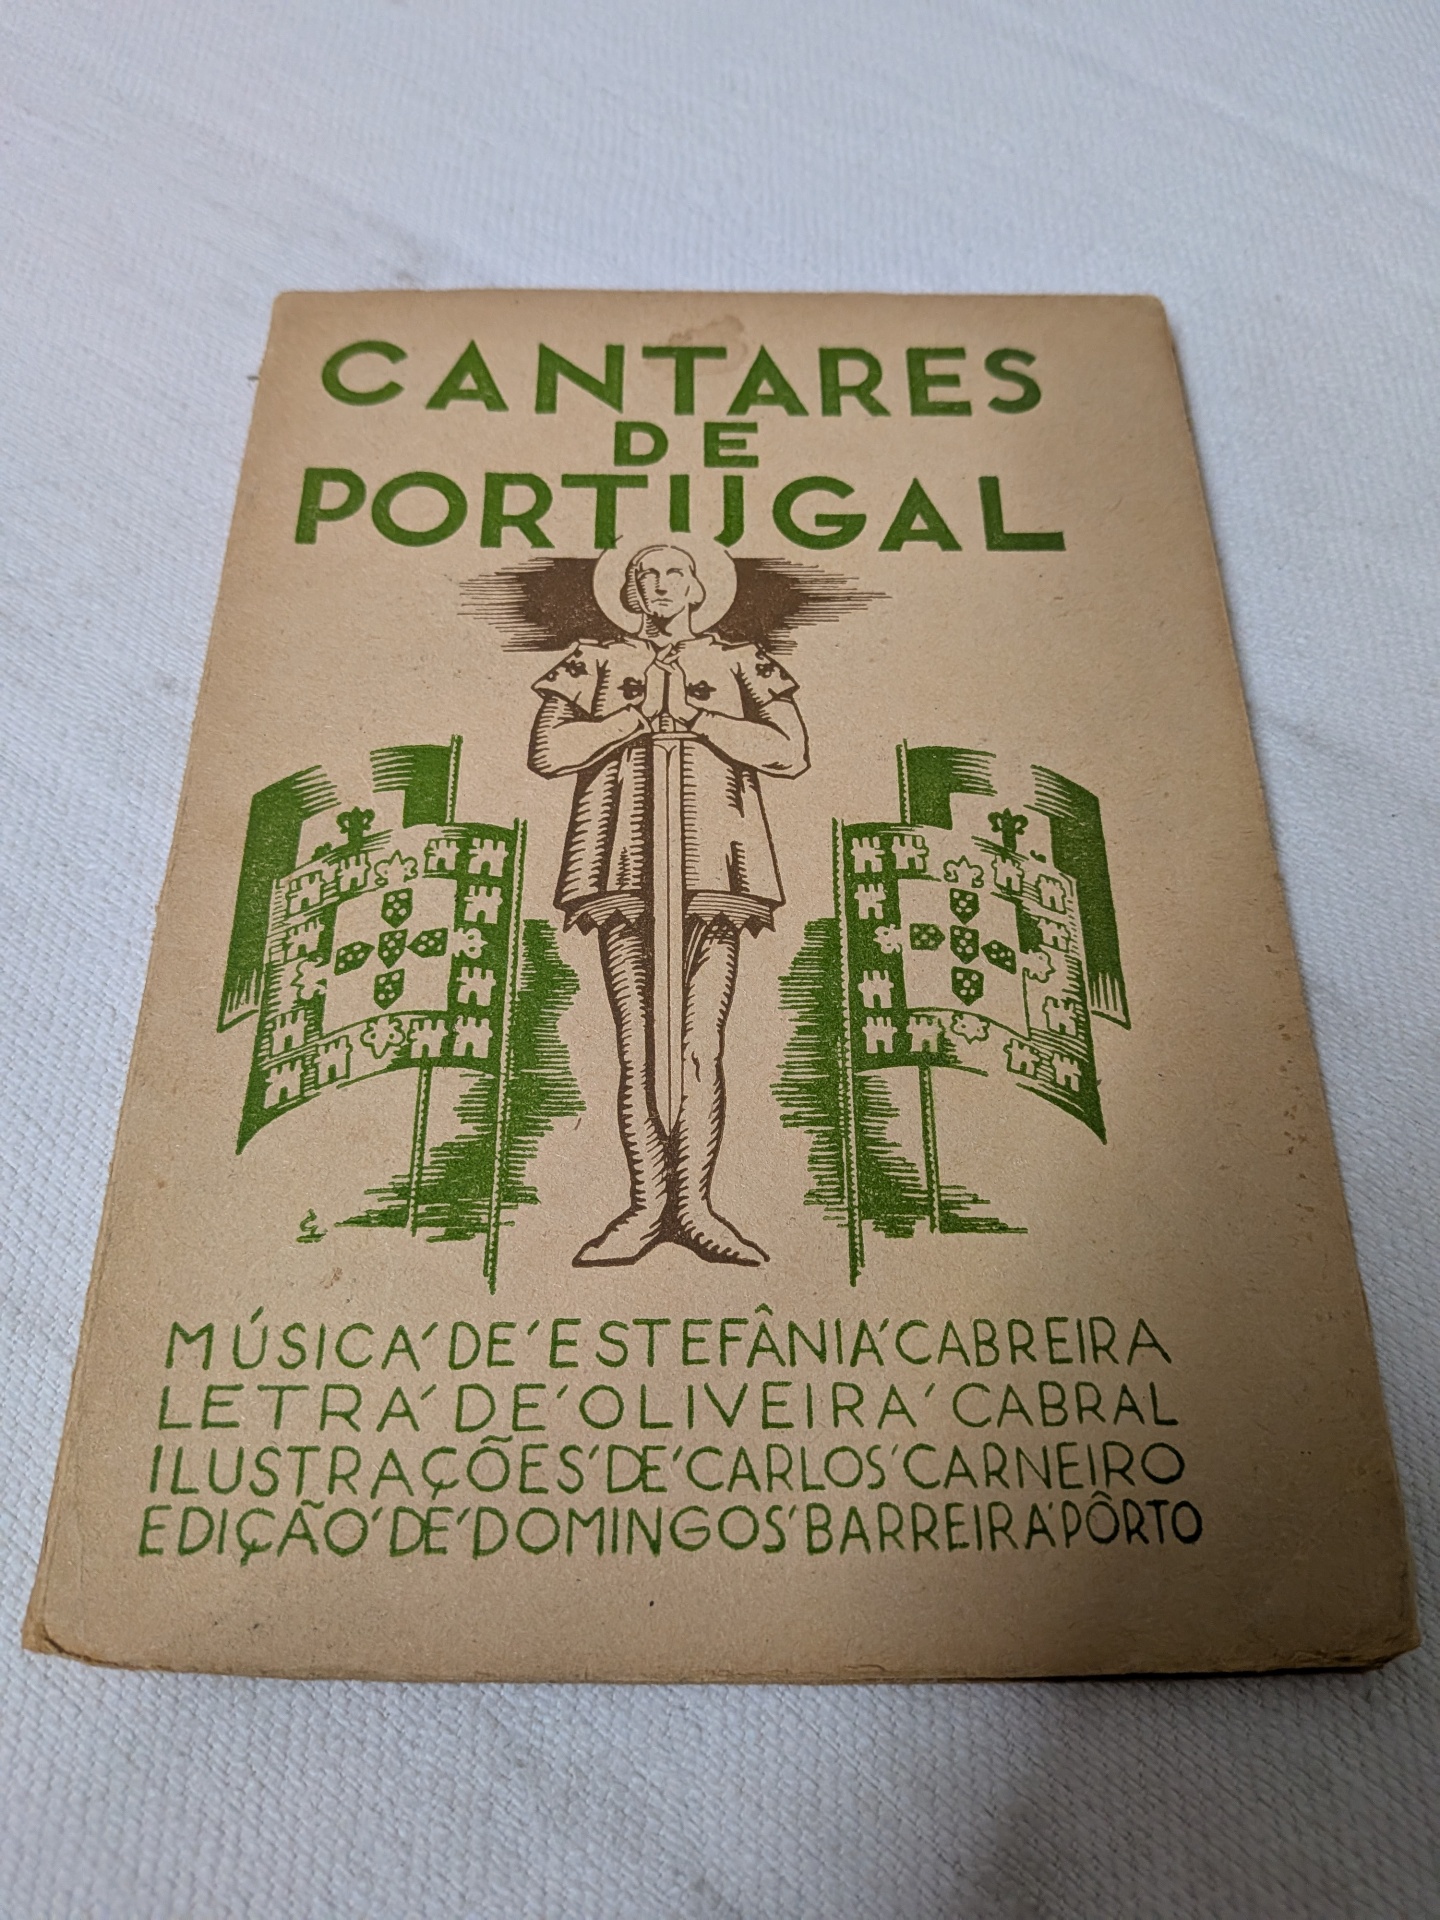 CANTARES
DE
PORTUGAL
MÚSICA´DE´ESTEFÂNIA´CABREIRA
LETRA´DE´OLIVEIRA´CABRAL
ILUSTRAÇÕES´DE´CARLOS´CARNEIRO
EDIÇÃO´DE´DOMINGOS´BARREIRA´PÔRTO